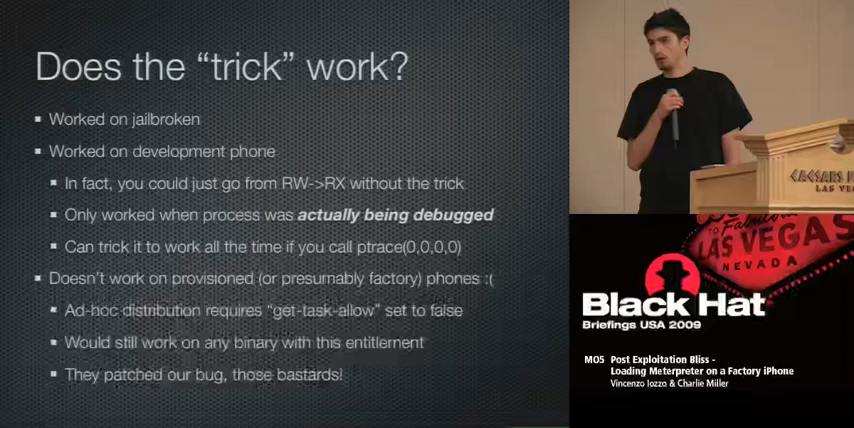 Does the “trick” work?
Worked on jailbroken
Worked on development phone
In fact, you could just go from RW->RX without the trick
Only worked when process was actually being debugged
Can trick it to work all the time if you call ptrace(0,0,0,0)
Doesn’t work on provisioned (or presumably factory) phones :(
Ad-hoc distribution requires “get-task-allow” set to false
Would still work on any binary with this entitlement
They patched our bug, those bastards!
CAESARS
LAS
TO Fabulous
LAS VEGAS
NEVADA
Black Hat
Briefings USA 2009
MO5 Post Exploitation Bliss -
Loading Meterpreter on a Factory iPhone
Vincenzo Iozzo & Charlie Miller